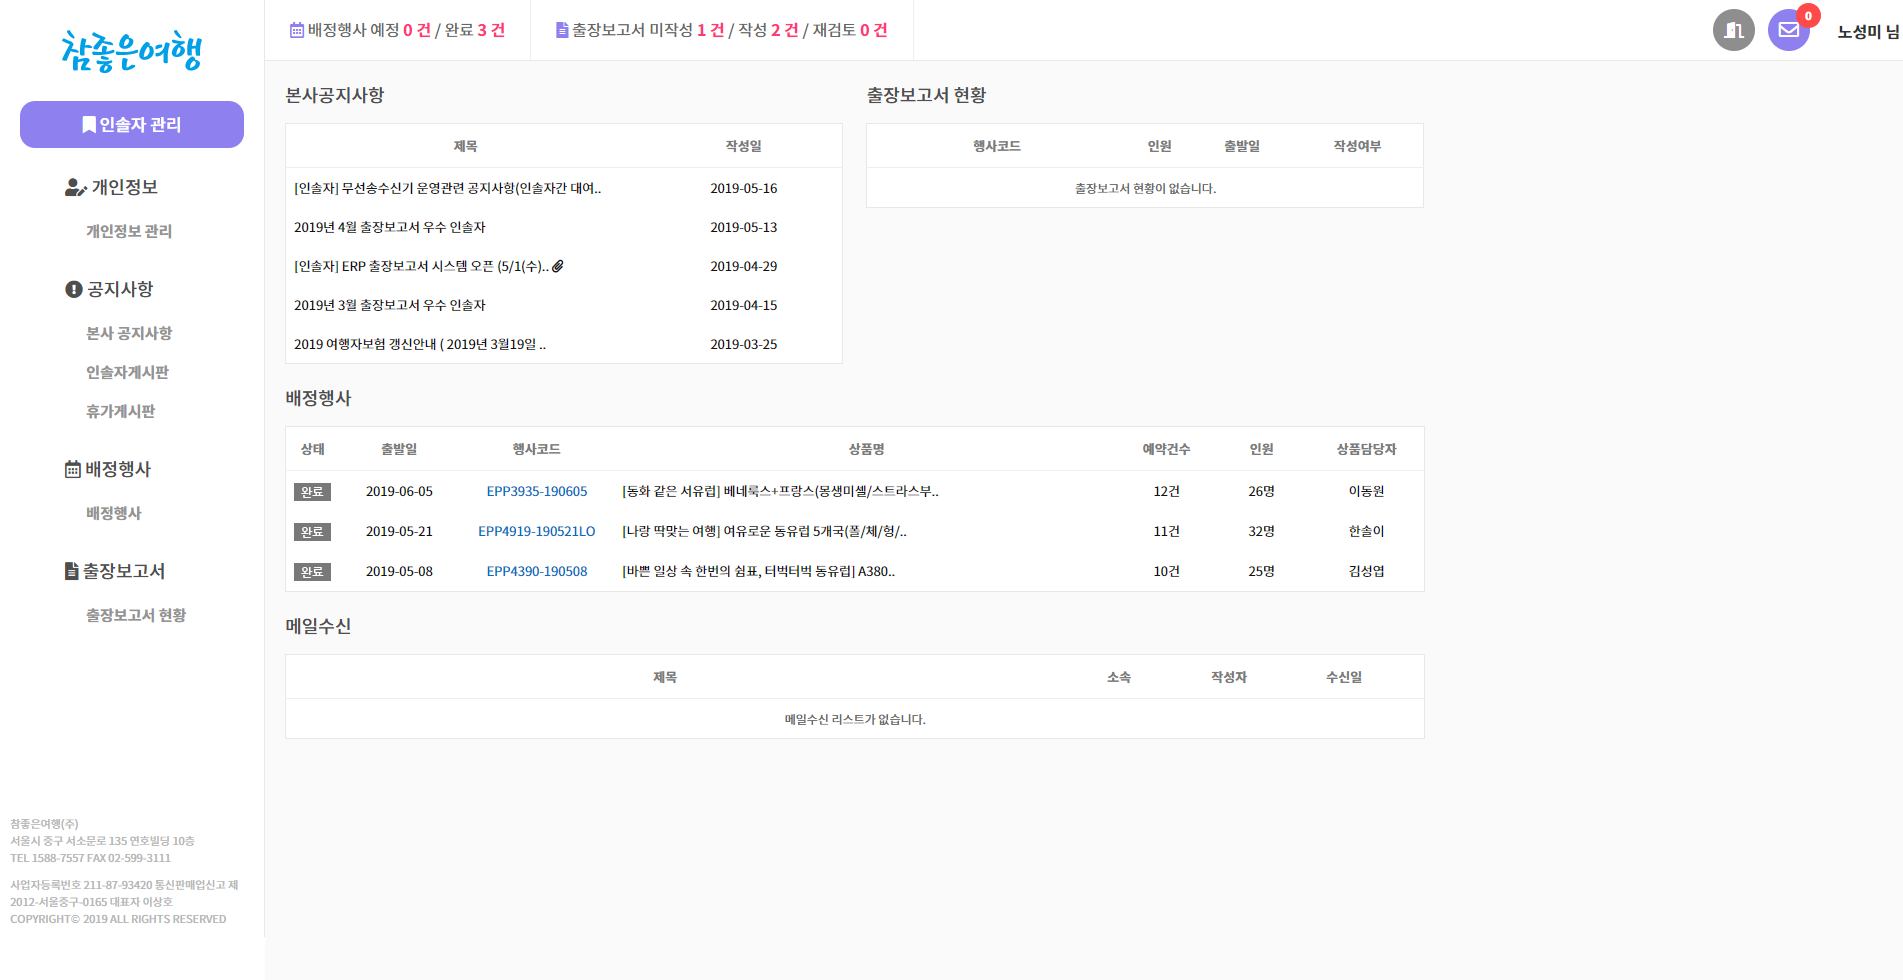 참좋은여행
인솔자 관리
개인정보
개인정보 관리
공지사항
본사 공지사항
인솔자게시판
휴가게시판
배정행사
배정행사
출장보고서
출장보고서 현황
참좋은여행(주)
서울시 중구 서소문로 135 연호빌딩 10층
TEL 1588-7557 FAX 02-599-3111
사업자등록번호 211-87-93420 통신판매업신고 제
2012-서울중구-0165 대표자 이상호
COPYRIGHT© 2019 ALL RIGHTS RESERVED
배정행사 예정 0 건 / 완료 3 건
출장보고서 미작성 1 건 / 작성 2 건 / 재검토 0 건
0
노성미 님
본사공지사항
제목 작성일
[인솔자] 무선송수신기 운영관련 공지사항(인솔자간 대여.. 2019-05-16
2019년 4월 출장보고서 우수 인솔자 2019-05-13
[인솔자] ERP 출장보고서 시스템 오픈 (5/1(수).. 2019-04-29
2019년 3월 출장보고서 우수 인솔자 2019-04-15
2019 여행자보험 갱신안내 ( 2019년 3월19일 .. 2019-03-25
출장보고서 현황
행사코드 인원 출발일 작성여부
출장보고서 현황이 없습니다.
배정행사
상태 출발일 행사코드 상품명 예약건수 인원 상품담당자
완료 2019-06-05 EPP3935-190605 [동화 같은 서유럽] 베네룩스+프랑스(몽생미셸/스트라스부.. 12건 26명 이동원
완료 2019-05-21 EPP4919-190521LO [나랑 딱맞는 여행] 여유로운 동유럽 5개국(폴/체/헝/.. 11건 32명 한솔이
완료 2019-05-08 EPP4390-190508 [바쁜 일상 속 한번의 쉼표, 터벅터벅 동유럽] A380.. 10건 25명 김성엽
메일수신
제목 소속 작성자 수신일
메일수신 리스트가 없습니다.